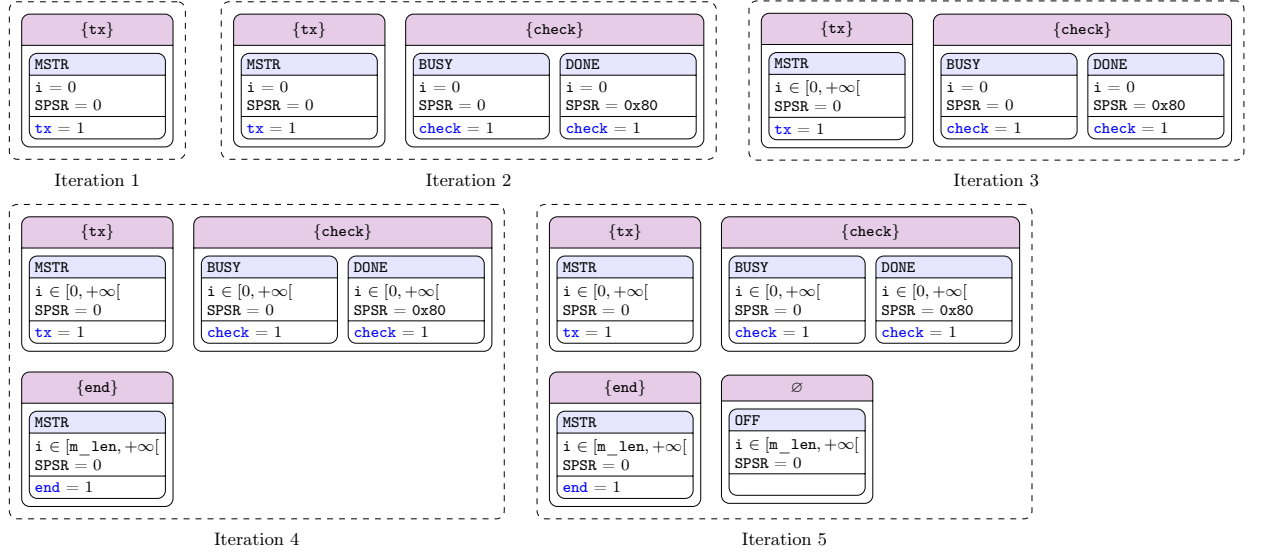 {tx}
MSTR
i = 0
SPSR = 0
tx = 1
Iteration 1
{tx}
MSTR
i = 0
SPSR = 0
tx = 1
{check}
BUSY
i = 0
SPSR = 0
check = 1
DONE
i = 0
SPSR = 0x80
check = 1
Iteration 2
{tx}
MSTR
i ∈ [0, +∞[
SPSR = 0
tx = 1
{check}
BUSY
i = 0
SPSR = 0
check = 1
DONE
i = 0
SPSR = 0x80
check = 1
Iteration 3
{tx}
MSTR
i ∈ [0, +∞[
SPSR = 0
tx = 1
{check}
BUSY
i ∈ [0, +∞[
SPSR = 0
check = 1
DONE
i ∈ [0, +∞[
SPSR = 0x80
check = 1
{end}
MSTR
i ∈ [m_len, +∞[
SPSR = 0
end = 1
Iteration 4
{tx}
MSTR
i ∈ [0, +∞[
SPSR = 0
tx = 1
{check}
BUSY
i ∈ [0, +∞[
SPSR = 0
check = 1
DONE
i ∈ [0, +∞[
SPSR = 0x80
check = 1
{end}
MSTR
i ∈ [m_len, +∞[
SPSR = 0
end = 1
∅
OFF
i ∈ [m_len, +∞[
SPSR = 0
Iteration 5